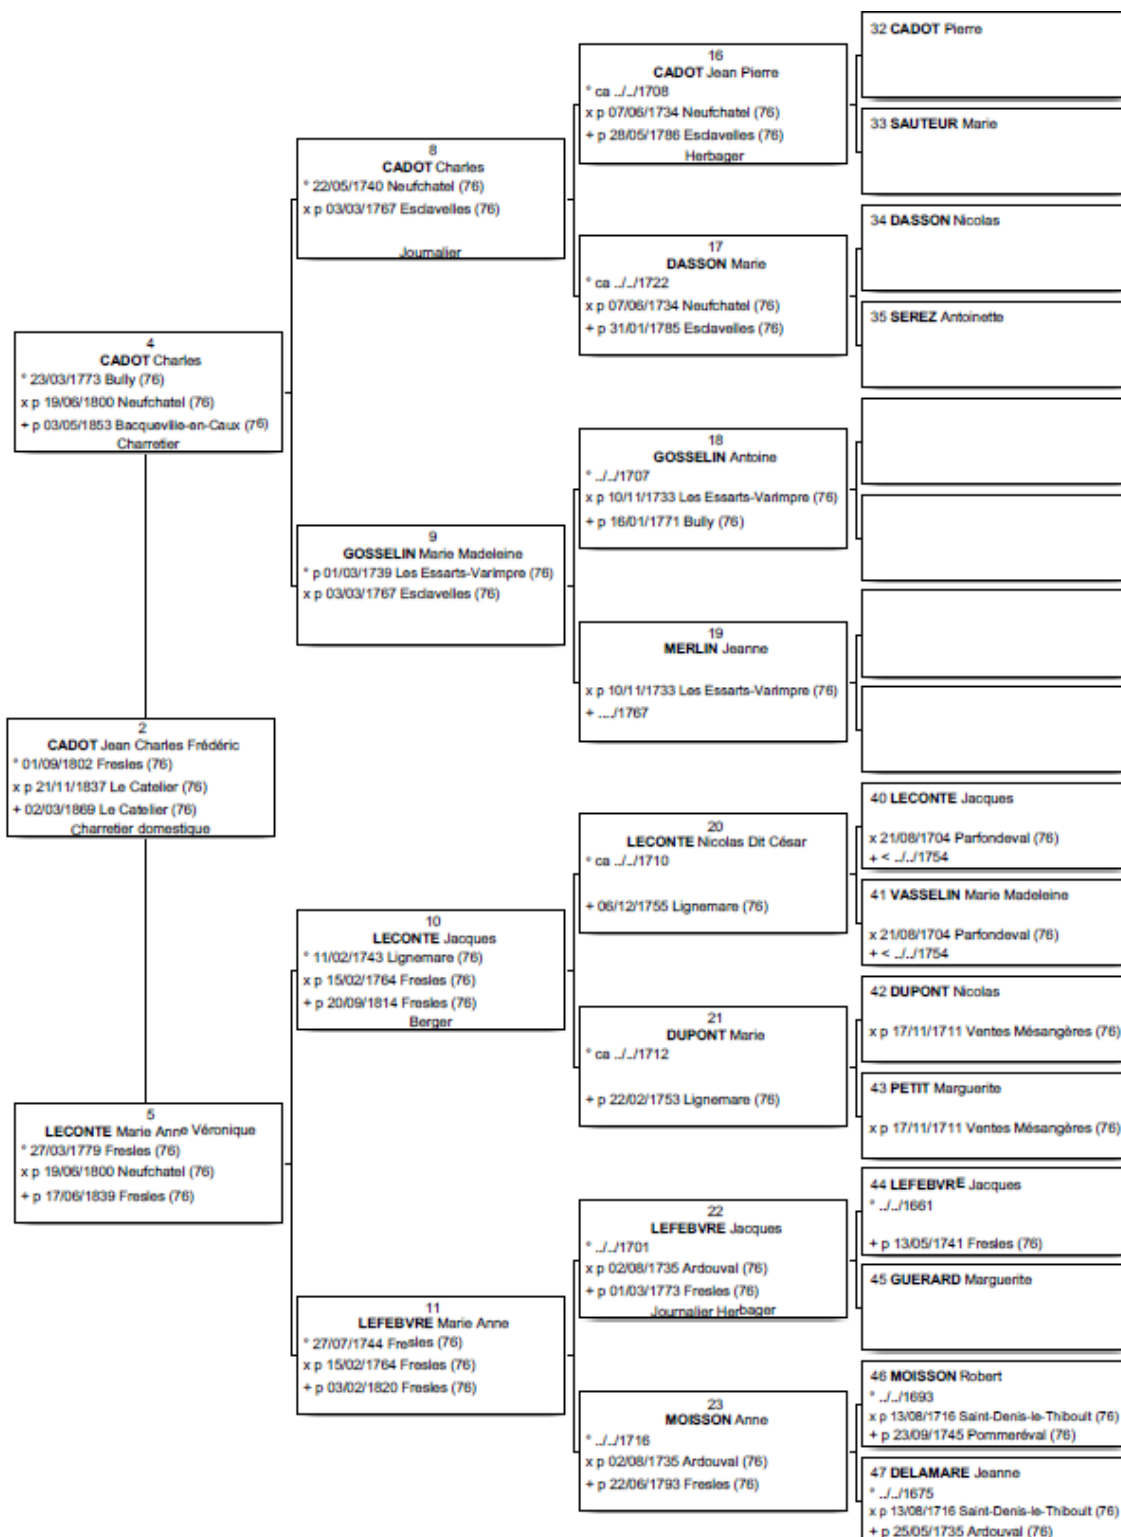 2
CADOT Jean Charles Frédéric
° 01/09/1802 Fresles (76)
x p 21/11/1837 Le Catelier (76)
+ 02/03/1869 Le Catelier (76)
Charretier domestique
4
CADOT Charles
° 23/03/1773 Bully (76)
x p 19/06/1800 Neufchatel (76)
+ p 03/05/1853 Bacqueville-en-Caux (76)
Charretier
5
LECONTE Marie Anne Véronique
° 27/03/1779 Fresles (76)
x p 19/06/1800 Neufchatel (76)
+ p 17/06/1839 Fresles (76)
8
CADOT Charles
° 22/05/1740 Neufchatel (76)
x p 03/03/1767 Esclavelles (76)
Journalier
9
GOSSELIN Marie Madeleine
° p 01/03/1739 Les Essarts-Varimpre (76)
x p 03/03/1767 Esclavelles (76)
10
LECONTE Jacques
° 11/02/1743 Lignemare (76)
x p 15/02/1764 Fresles (76)
+ p 20/09/1814 Fresles (76)
Berger
11
LEFEBVRE Marie Anne
° 27/07/1744 Fresles (76)
x p 15/02/1764 Fresles (76)
+ p 03/02/1820 Fresles (76)
16
CADOT Jean Pierre
° ca ../../1708
x p 07/06/1734 Neufchatel (76)
+ p 28/05/1786 Esclavelles (76)
Herbager
17
DASSON Marie
° ca ../../1722
x p 07/06/1734 Neufchatel (76)
+ p 31/01/1785 Esclavelles (76)
18
GOSSELIN Antoine
° ../../1707
x p 10/11/1733 Les Essarts-Varimpre (76)
+ p 16/01/1771 Bully (76)
19
MERLIN Jeanne
x p 10/11/1733 Les Essarts-Varimpre (76)
+ ..../1767
20
LECONTE Nicolas Dit César
° ca ../../1710
+ 06/12/1755 Lignemare (76)
21
DUPONT Marie
° ca ../../1712
+ p 22/02/1753 Lignemare (76)
22
LEFEBVRE Jacques
° ../../1701
x p 02/08/1735 Ardouval (76)
+ p 01/03/1773 Fresles (76)
Journalier Herbager
23
MOISSON Anne
° ../../1716
x p 02/08/1735 Ardouval (76)
+ p 22/06/1793 Fresles (76)
32 CADOT Pierre
33 SAUTEUR Marie
34 DASSON Nicolas
35 SEREZ Antoinette
40 LECONTE Jacques
x 21/08/1704 Parfondeval (76)
+ < ../../1754
41 VASSELIN Marie Madeleine
x 21/08/1704 Parfondeval (76)
+ < ../../1754
42 DUPONT Nicolas
x p 17/11/1711 Ventes Mésangères (76)
43 PETIT Marguerite
x p 17/11/1711 Ventes Mésangères (76)
44 LEFEBVRE Jacques
° ../../1661
+ p 13/05/1741 Fresles (76)
45 GUERARD Marguerite
46 MOISSON Robert
° ../../1693
x p 13/08/1716 Saint-Denis-le-Thiboult (76)
+ p 23/09/1745 Pommeréval (76)
47 DELAMARE Jeanne
° ../../1675
x p 13/08/1716 Saint-Denis-le-Thiboult (76)
+ p 25/05/1735 Ardouval (76)